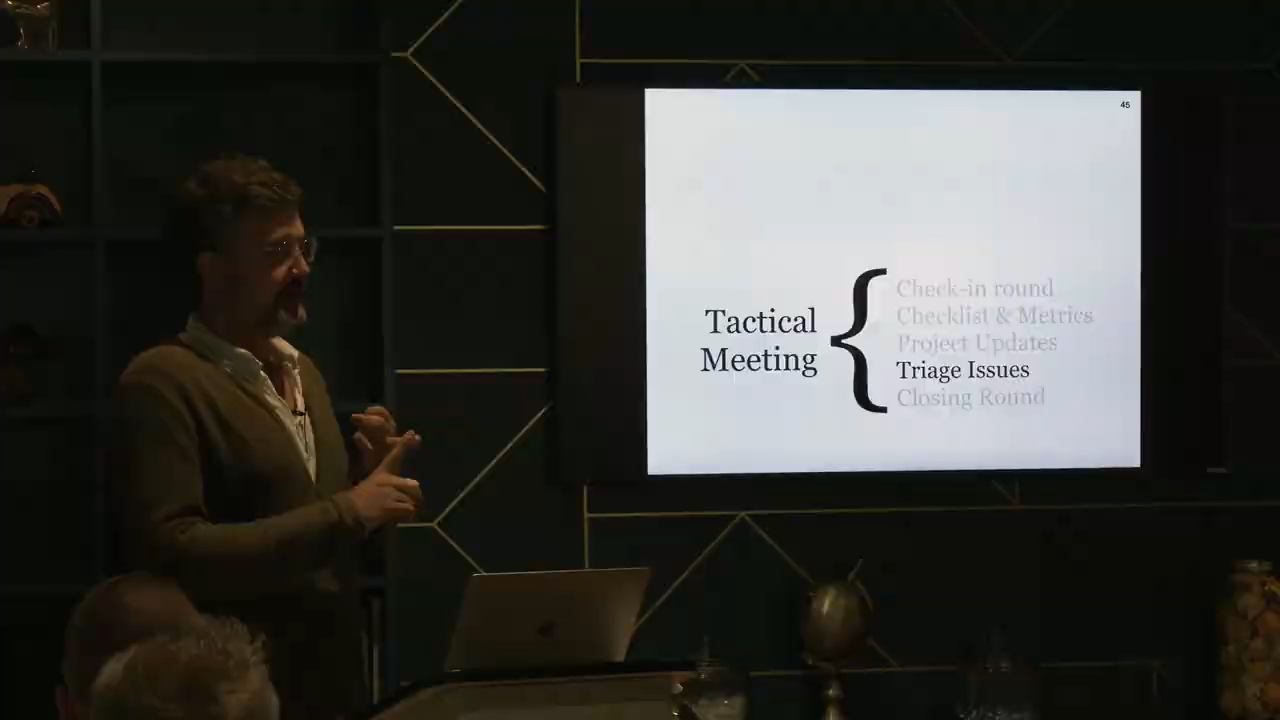 45
Tactical
Meeting
Check-in round
Checklist & Metrics
Project Updates
Triage Issues
Closing Round